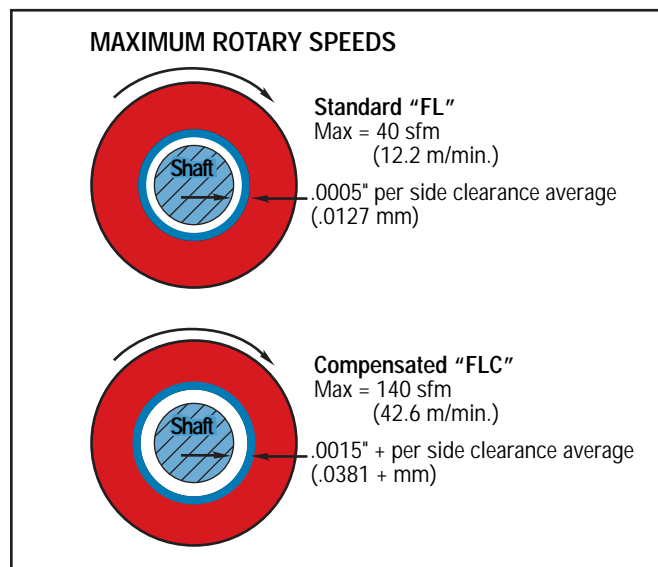 MAXIMUM ROTARY SPEEDS
Standard “FL”
Max = 40 sfm
(12.2 m/min.)
Shaft
.0005" per side clearance average
(.0127 mm)
Compensated “FLC”
Max = 140 sfm
(42.6 m/min.)
Shaft
.0015" + per side clearance average
(.0381 + mm)